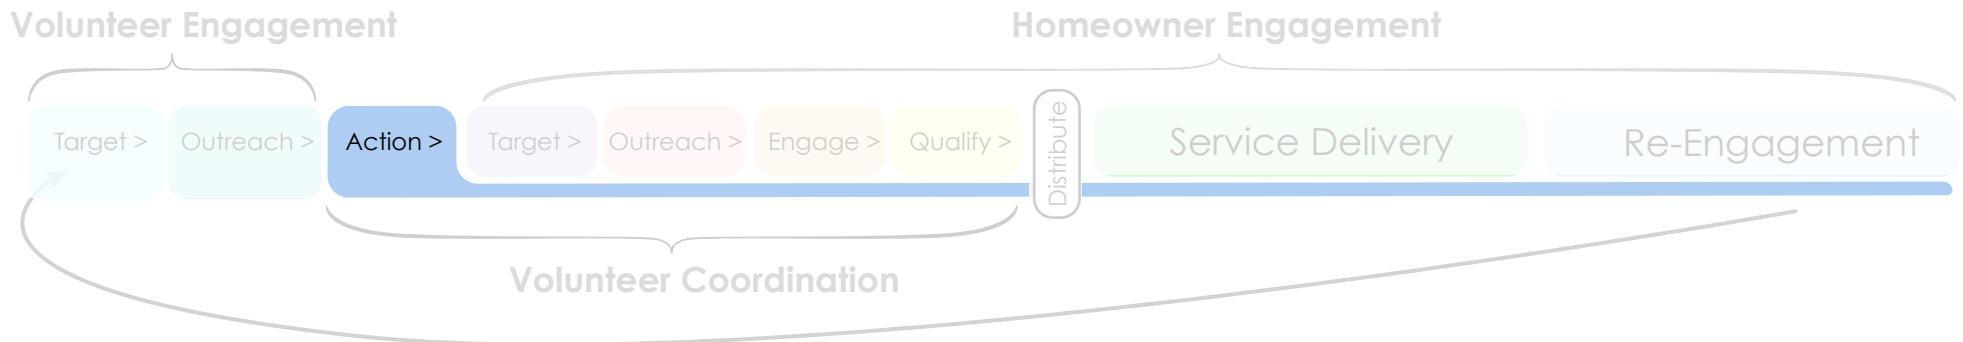 Volunteer Engagement
Homeowner Engagement
Target >
Outreach >
Action >
Target >
Outreach >
Engage >
Qualify >
Distribute
Service Delivery
Re-Engagement
Volunteer Coordination